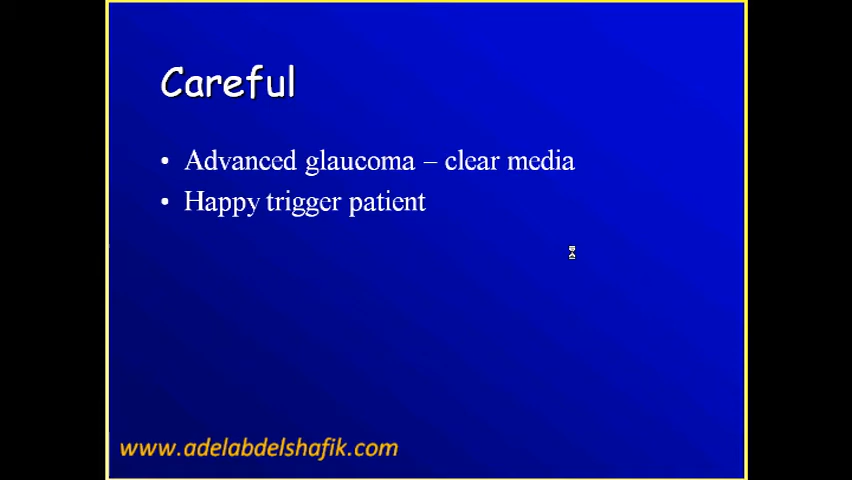 Careful
• Advanced glaucoma – clear media
• Happy trigger patient
www.adelabdelshafik.com